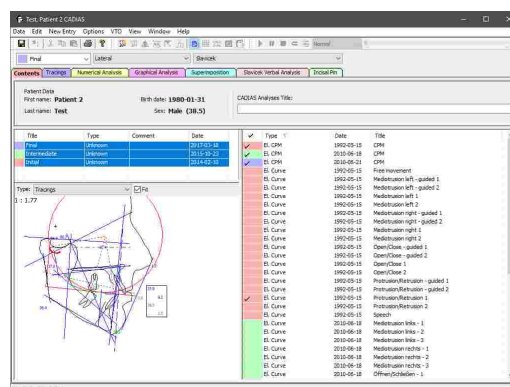 Test, Patient 2 CADIAS
Date Edit New Entry Options VTO View Window Help
Normal
Final Lateral Slavicek
Contents Tracings Numerical Analysis Graphical Analysis Superimposition Slavicek Verbal Analysis Incisal Pin
Patient Data
First name: Patient 2 Birth date: 1980-01-31 CADIAS Analyses Title:
Last name: Test Sex: Male (38.5)
Title Type Comment Date
Final Unknown 2017-03-18
Intermediate Unknown 2015-10-23
Initial Unknown 2014-02-10
Type: Tracings Fit
1 : 1.77
✓ Type Date Title
✓ El. CPM 1992-05-15 CPM
✓ El. CPM 2010-06-18 CPM
✓ El. CPM 2016-06-21 CPM
El. Curve 1992-05-15 Free movement
El. Curve 1992-05-15 Mediotrusion left - guided 1
El. Curve 1992-05-15 Mediotrusion left - guided 2
El. Curve 1992-05-15 Mediotrusion left 1
El. Curve 1992-05-15 Mediotrusion left 2
El. Curve 1992-05-15 Mediotrusion right - guided 1
El. Curve 1992-05-15 Mediotrusion right - guided 2
El. Curve 1992-05-15 Mediotrusion right 1
El. Curve 1992-05-15 Mediotrusion right 2
El. Curve 1992-05-15 Open/Close - guided 1
El. Curve 1992-05-15 Open/Close - guided 2
El. Curve 1992-05-15 Open/Close 1
El. Curve 1992-05-15 Open/Close 2
El. Curve 1992-05-15 Protrusion/Retrusion - guided 1
El. Curve 1992-05-15 Protrusion/Retrusion - guided 2
✓ El. Curve 1992-05-15 Protrusion/Retrusion 1
El. Curve 1992-05-15 Protrusion/Retrusion 2
El. Curve 1992-05-15 Speech
El. Curve 2010-06-18 Mediotrusion links - 1
El. Curve 2010-06-18 Mediotrusion links - 2
El. Curve 2010-06-18 Mediotrusion links - 3
El. Curve 2010-06-18 Mediotrusion rechts - 1
El. Curve 2010-06-18 Mediotrusion rechts - 2
El. Curve 2010-06-18 Mediotrusion rechts - 3
El. Curve 2010-06-18 Öffnen/Schließen - 1